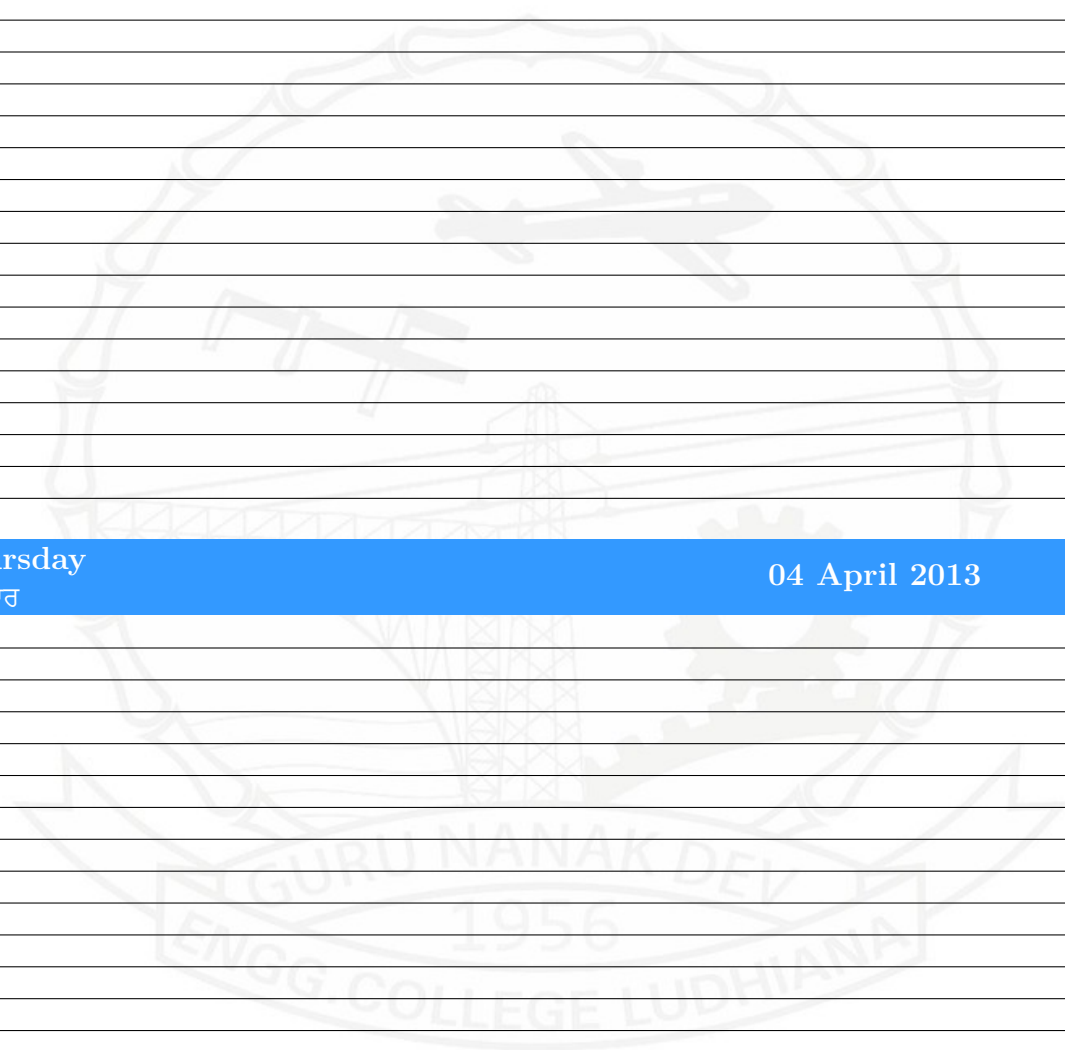 rsday
04 April 2013
ਾਰ
GURU NANAK DEV
1956
ENGG. COLLEGE LUDHIANA